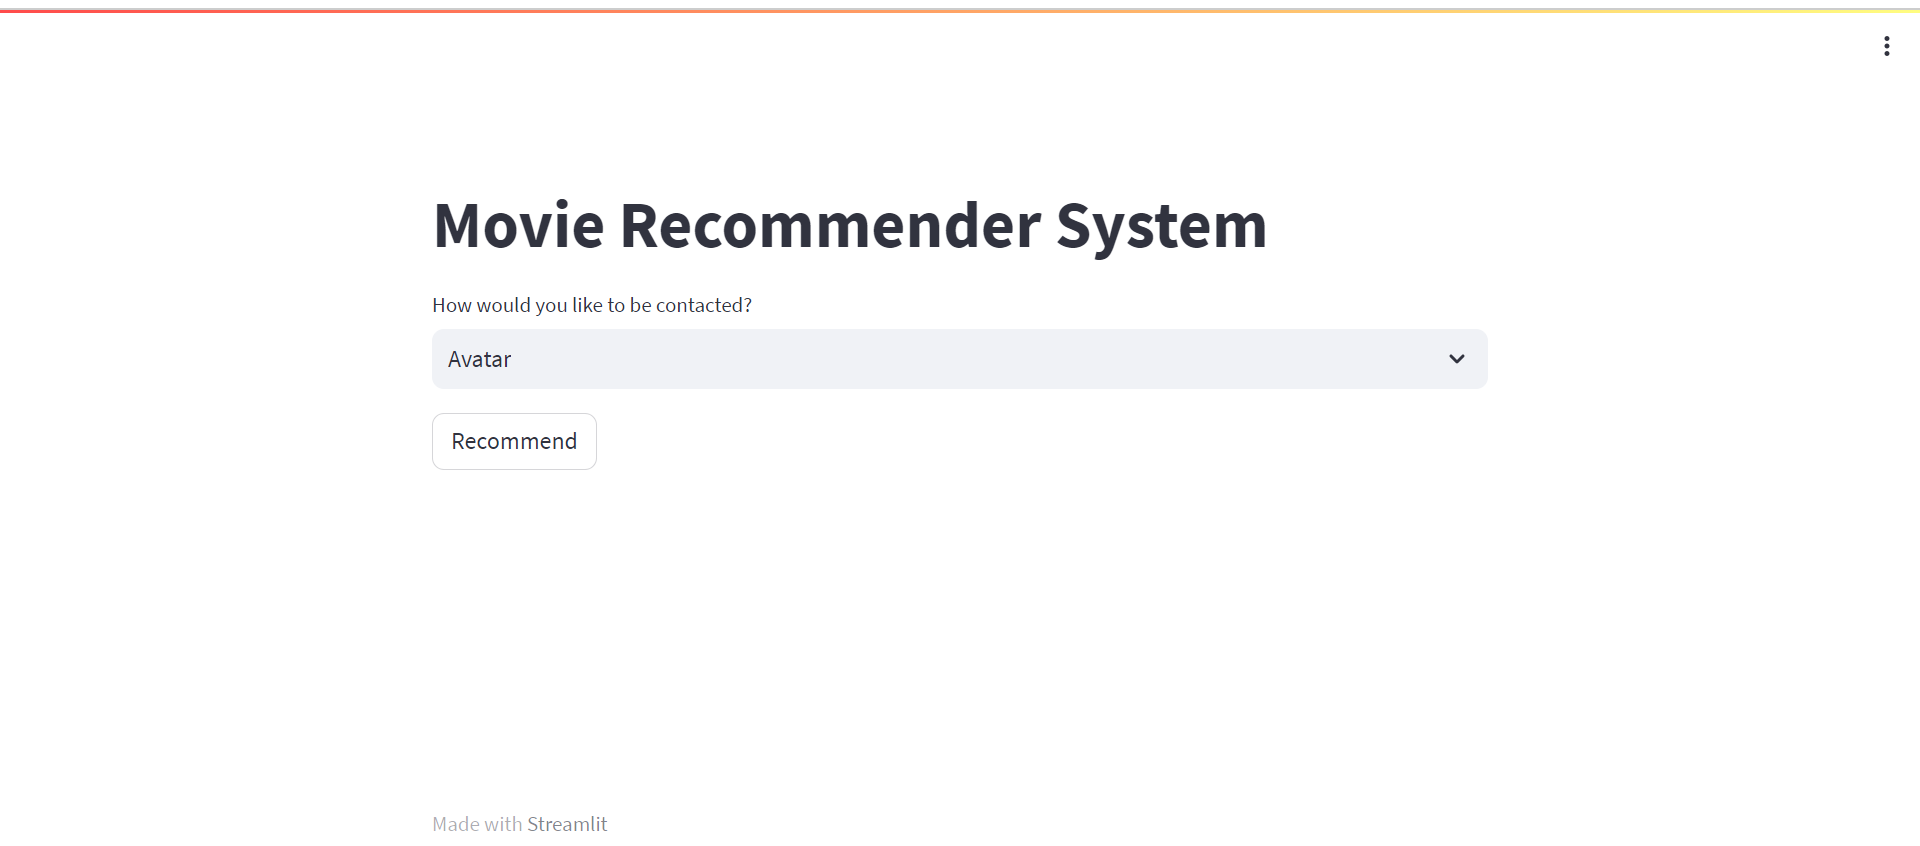 Movie Recommender System
How would you like to be contacted?
Avatar
Recommend
Made with Streamlit